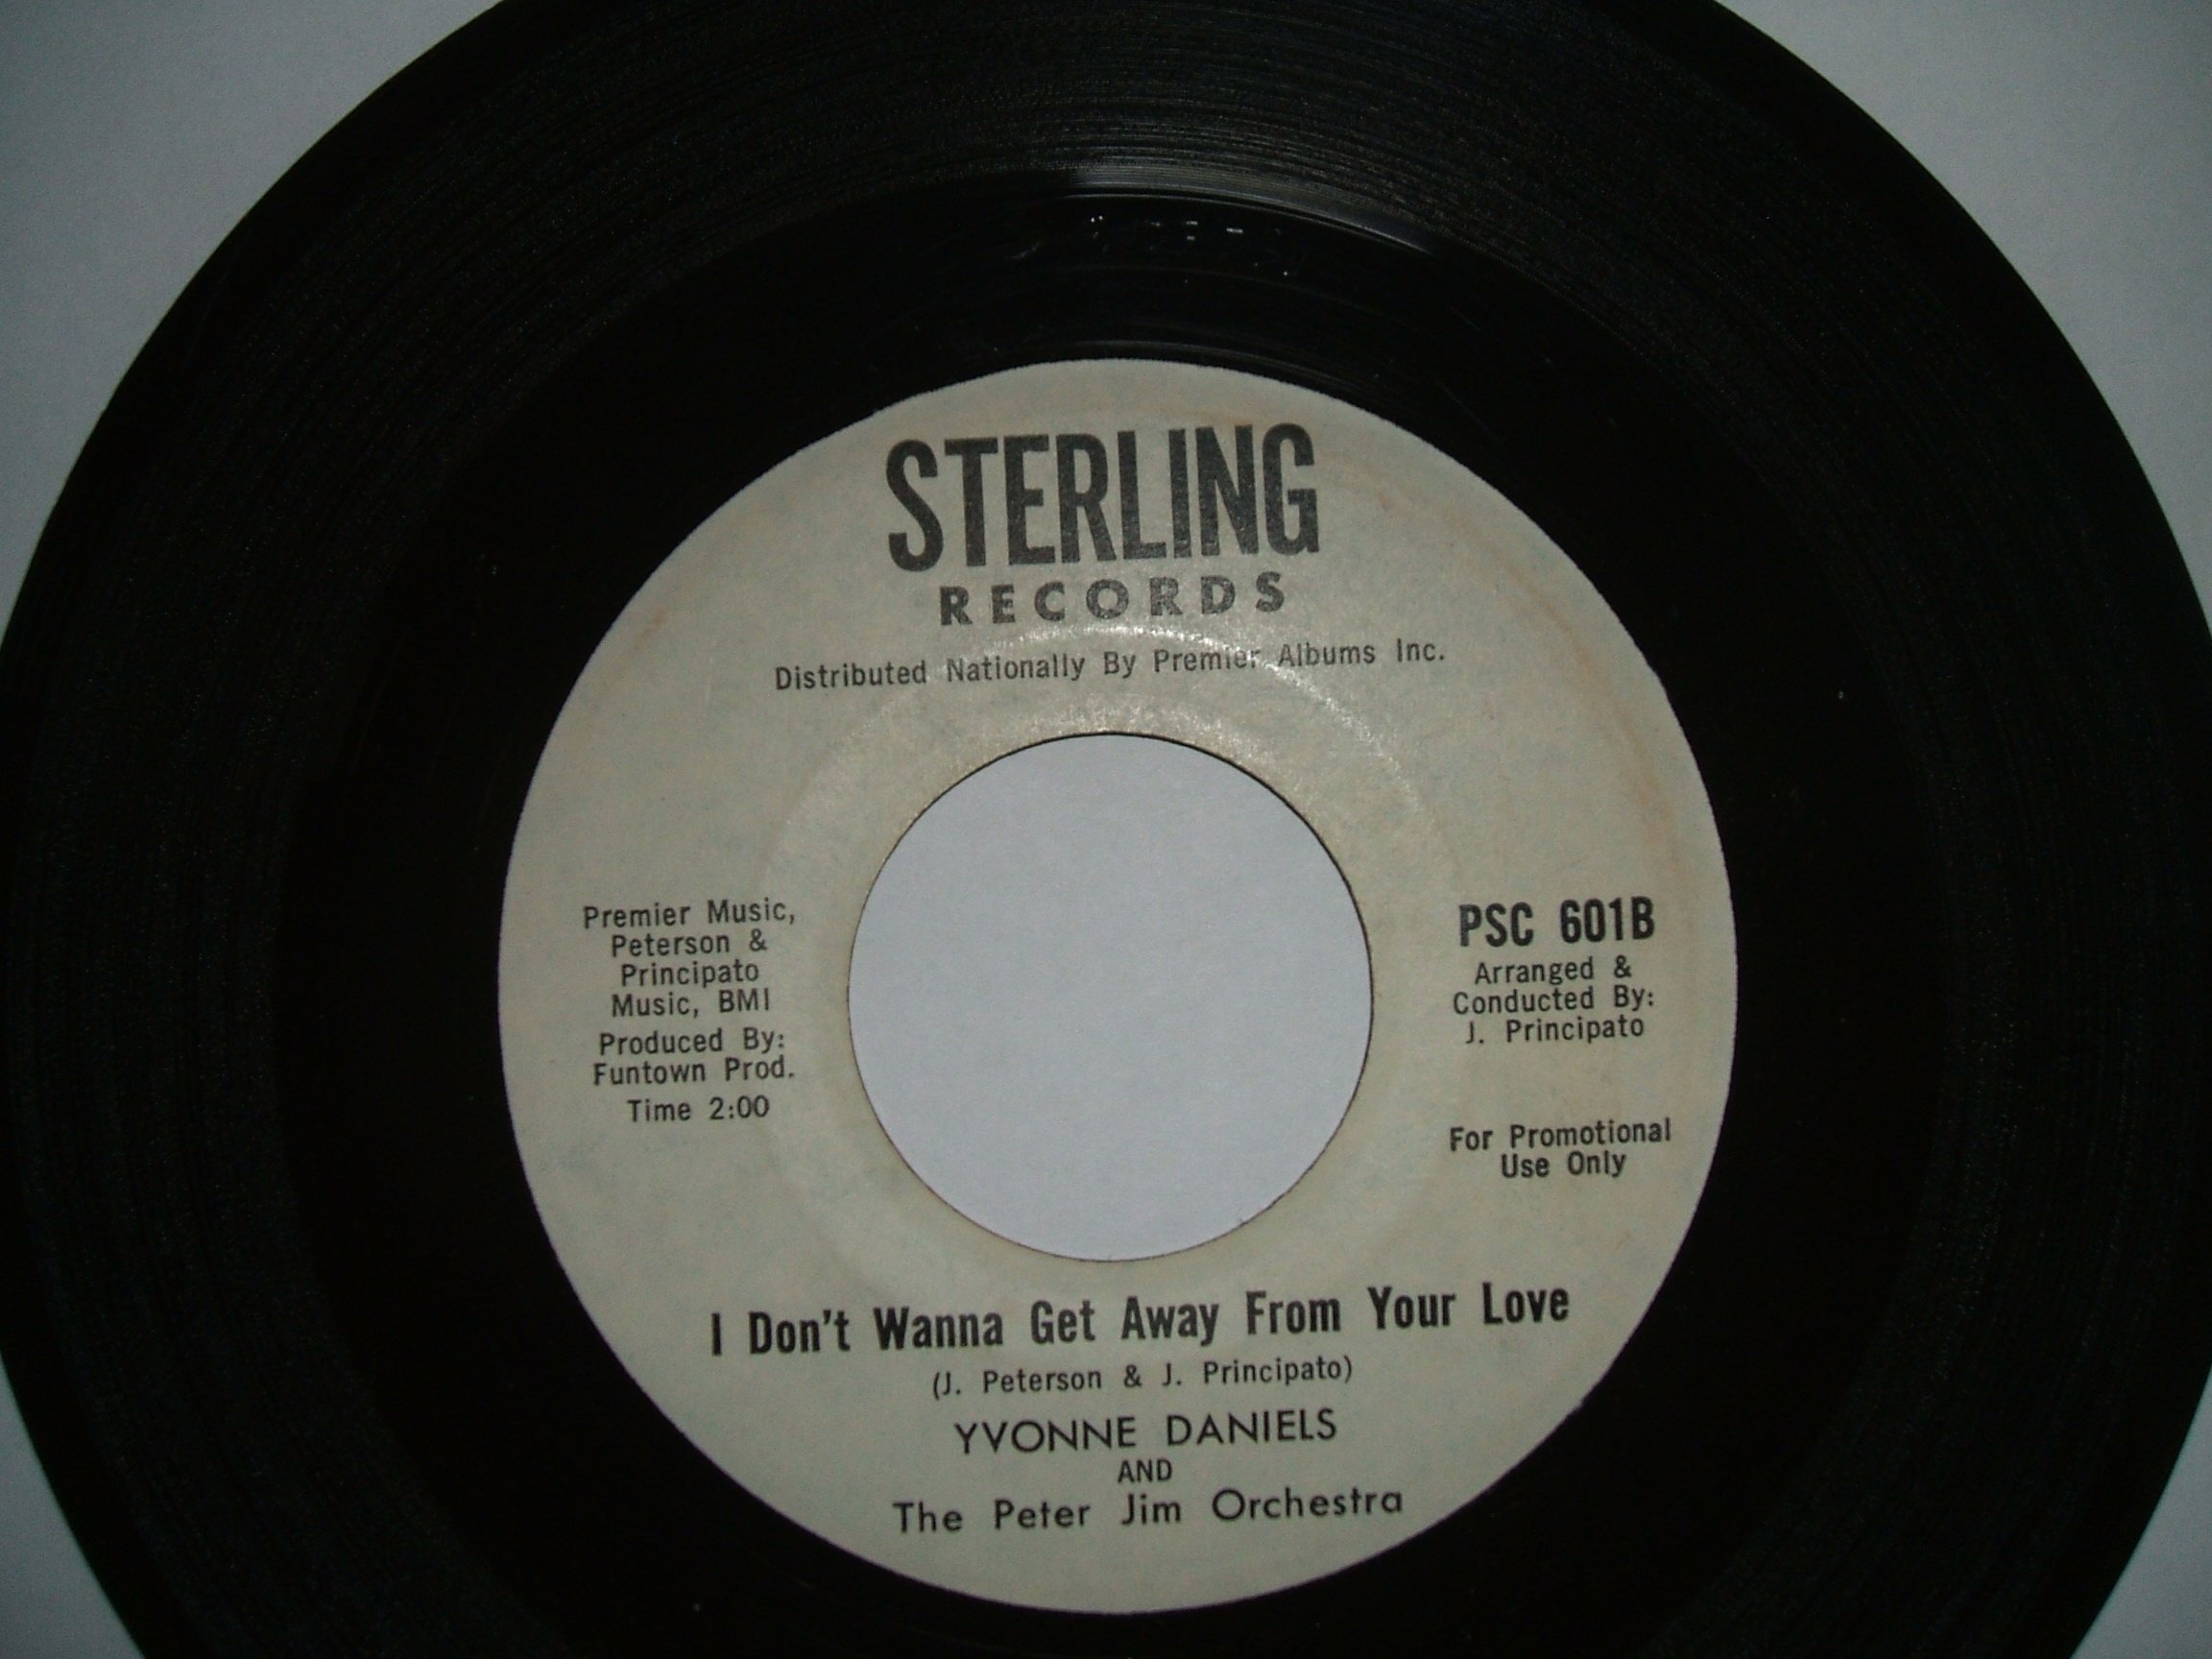 STERLING
RECORDS
Distributed Nationally By Premier Albums Inc.
Premier Music,
Peterson &
Principato
Music, BMI
Produced By:
Funtown Prod.
Time 2:00
PSC 601B
Arranged &
Conducted By:
J. Principato
For Promotional
Use Only
I Don't Wanna Get Away From Your Love
(J. Peterson & J. Principato)
YVONNE DANIELS
AND
The Peter Jim Orchestra